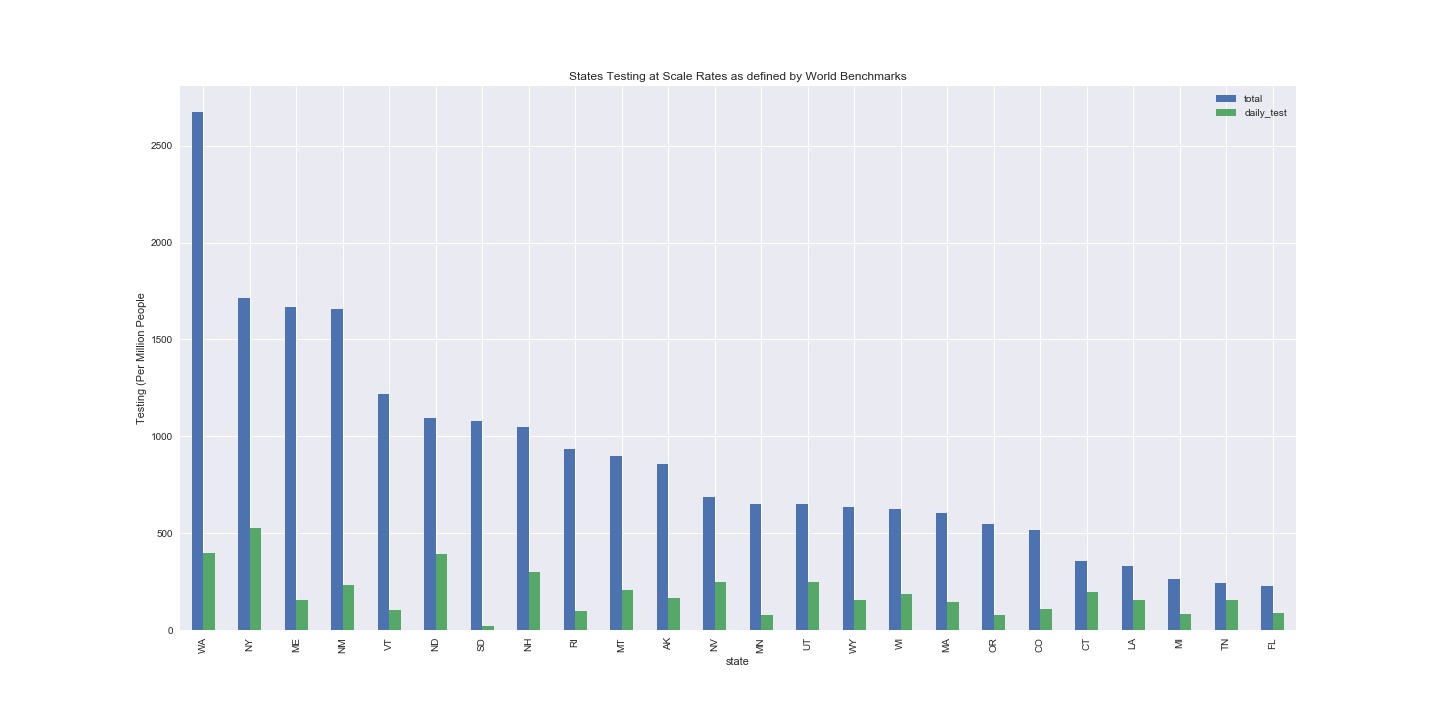 States Testing at Scale Rates as defined by World Benchmarks
total
daily_test
2500
2000
1500
1000
500
0
Testing (Per Million People
WA NY ME NM VT ND SD NH RI MT AK NV MN UT WY WI MA OR CO CT LA MI TN FL
state